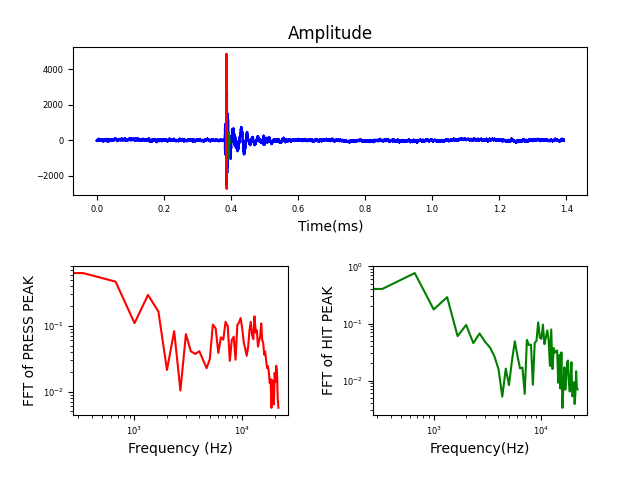 Amplitude
4000
2000
0
−2000
0.0 0.2 0.4 0.6 0.8 1.0 1.2 1.4
Time(ms)
FFT of PRESS PEAK
10⁻¹
10⁻²
10³ 10⁴
Frequency (Hz)
FFT of HIT PEAK
10⁰
10⁻¹
10⁻²
10³ 10⁴
Frequency(Hz)